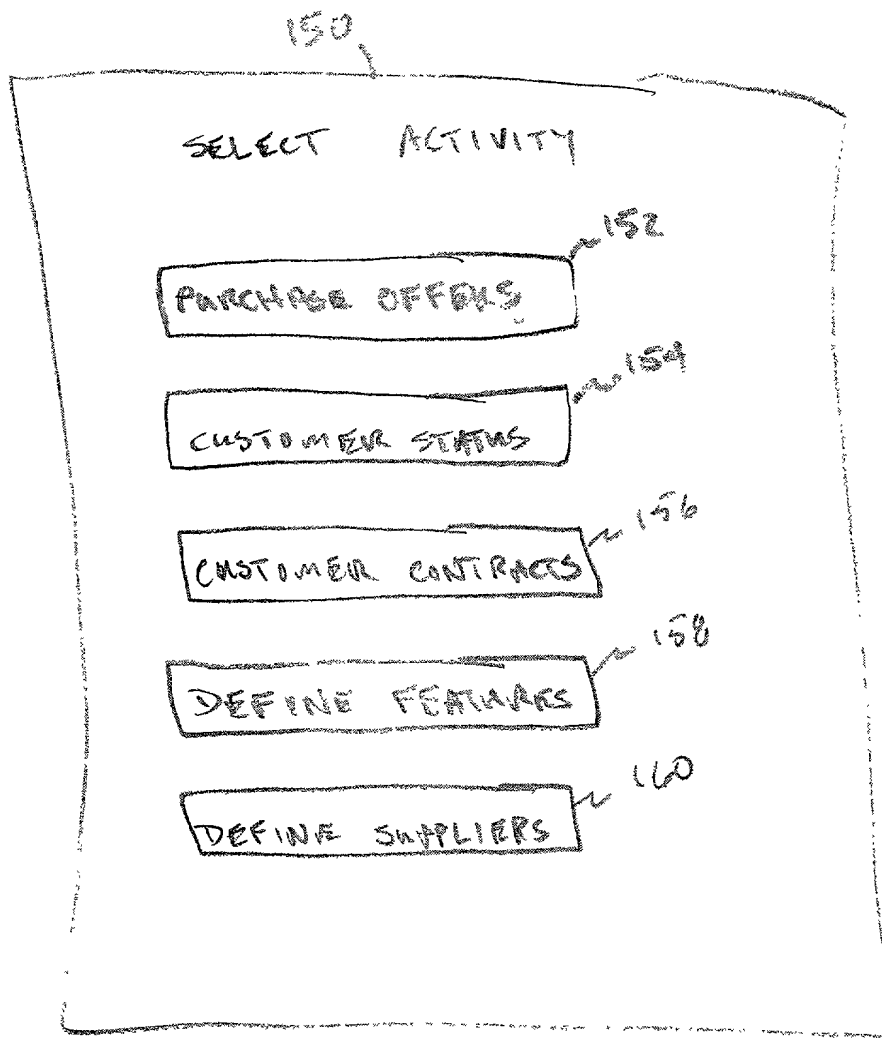 150
SELECT ACTIVITY
152
PURCHASE OFFERS
154
CUSTOMER STATUS
156
CUSTOMER CONTRACTS
158
DEFINE FEATURES
160
DEFINE SUPPLIERS